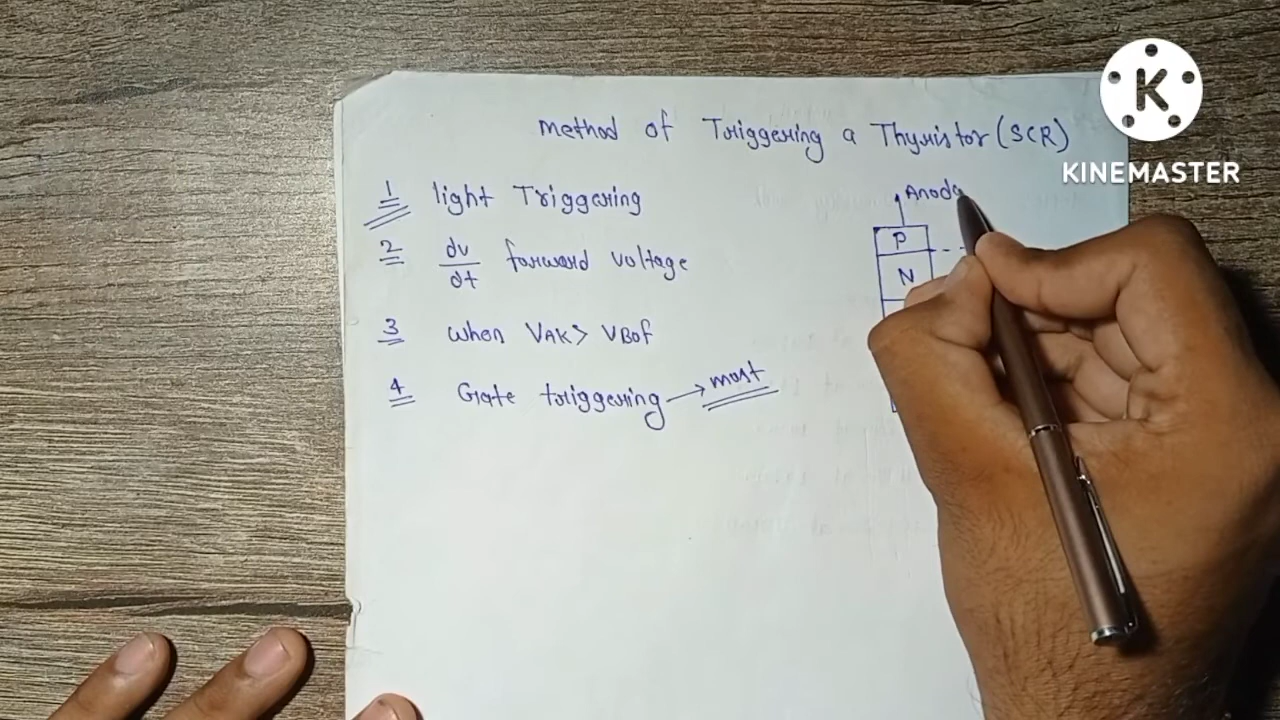 Method of Triggering a Thyristor (SCR)
1 light Triggering
2 dv/dt forward voltage
3 when VAK > VBOf
4 Gate triggering → most
Anode
P
N
K
KINEMASTER